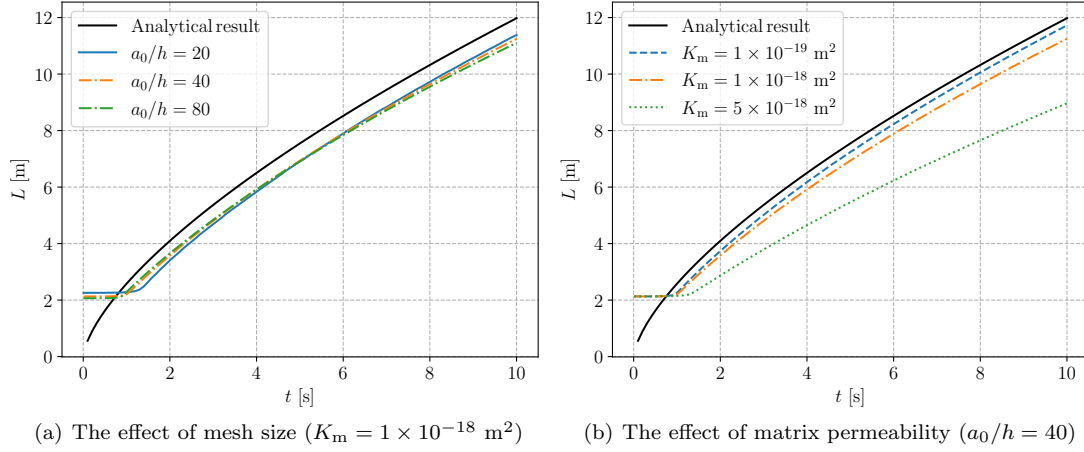 12
10
8
6
4
2
0
L [m]
Analytical result
a₀/h = 20
a₀/h = 40
a₀/h = 80
0 2 4 6 8 10
t [s]
(a) The effect of mesh size (Kₘ = 1 × 10⁻¹⁸ m²)
12
10
8
6
4
2
0
L [m]
Analytical result
Kₘ = 1 × 10⁻¹⁹ m²
Kₘ = 1 × 10⁻¹⁸ m²
Kₘ = 5 × 10⁻¹⁸ m²
0 2 4 6 8 10
t [s]
(b) The effect of matrix permeability (a₀/h = 40)